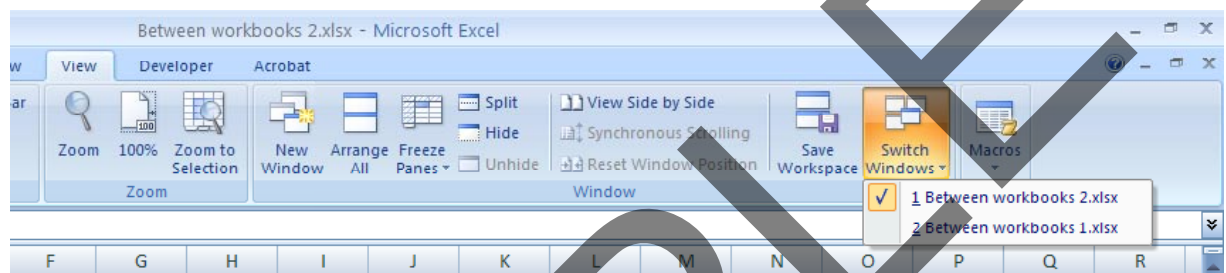 Between workbooks 2.xlsx - Microsoft Excel
w View Developer Acrobat
ar
Zoom
100%
Zoom to
Selection
Zoom
New
Window
Arrange
All
Freeze
Panes
Split
Hide
Unhide
View Side by Side
Synchronous Scrolling
Reset Window Position
Window
Save
Workspace
Switch
Windows
Macros
1 Between workbooks 2.xlsx
2 Between workbooks 1.xlsx
F G H I J K L M N O P Q R